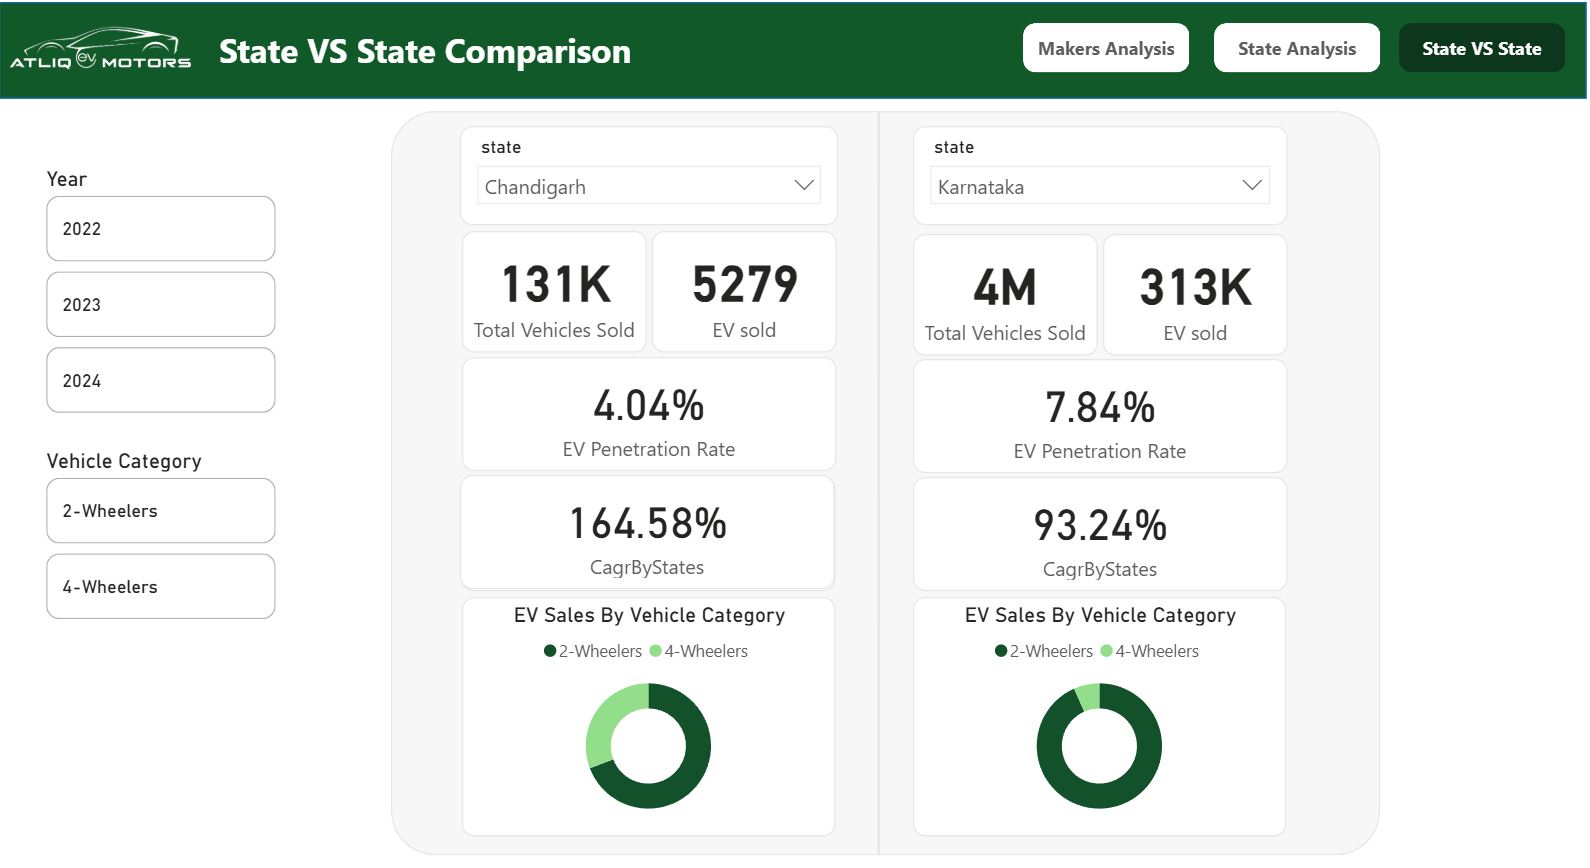 ATLIQ EV MOTORS
State VS State Comparison
Makers Analysis
State Analysis
State VS State
Year
2022
2023
2024
Vehicle Category
2-Wheelers
4-Wheelers
state
Chandigarh
131K
Total Vehicles Sold
5279
EV sold
4.04%
EV Penetration Rate
164.58%
CagrByStates
EV Sales By Vehicle Category
2-Wheelers 4-Wheelers
state
Karnataka
4M
Total Vehicles Sold
313K
EV sold
7.84%
EV Penetration Rate
93.24%
CagrByStates
EV Sales By Vehicle Category
2-Wheelers 4-Wheelers